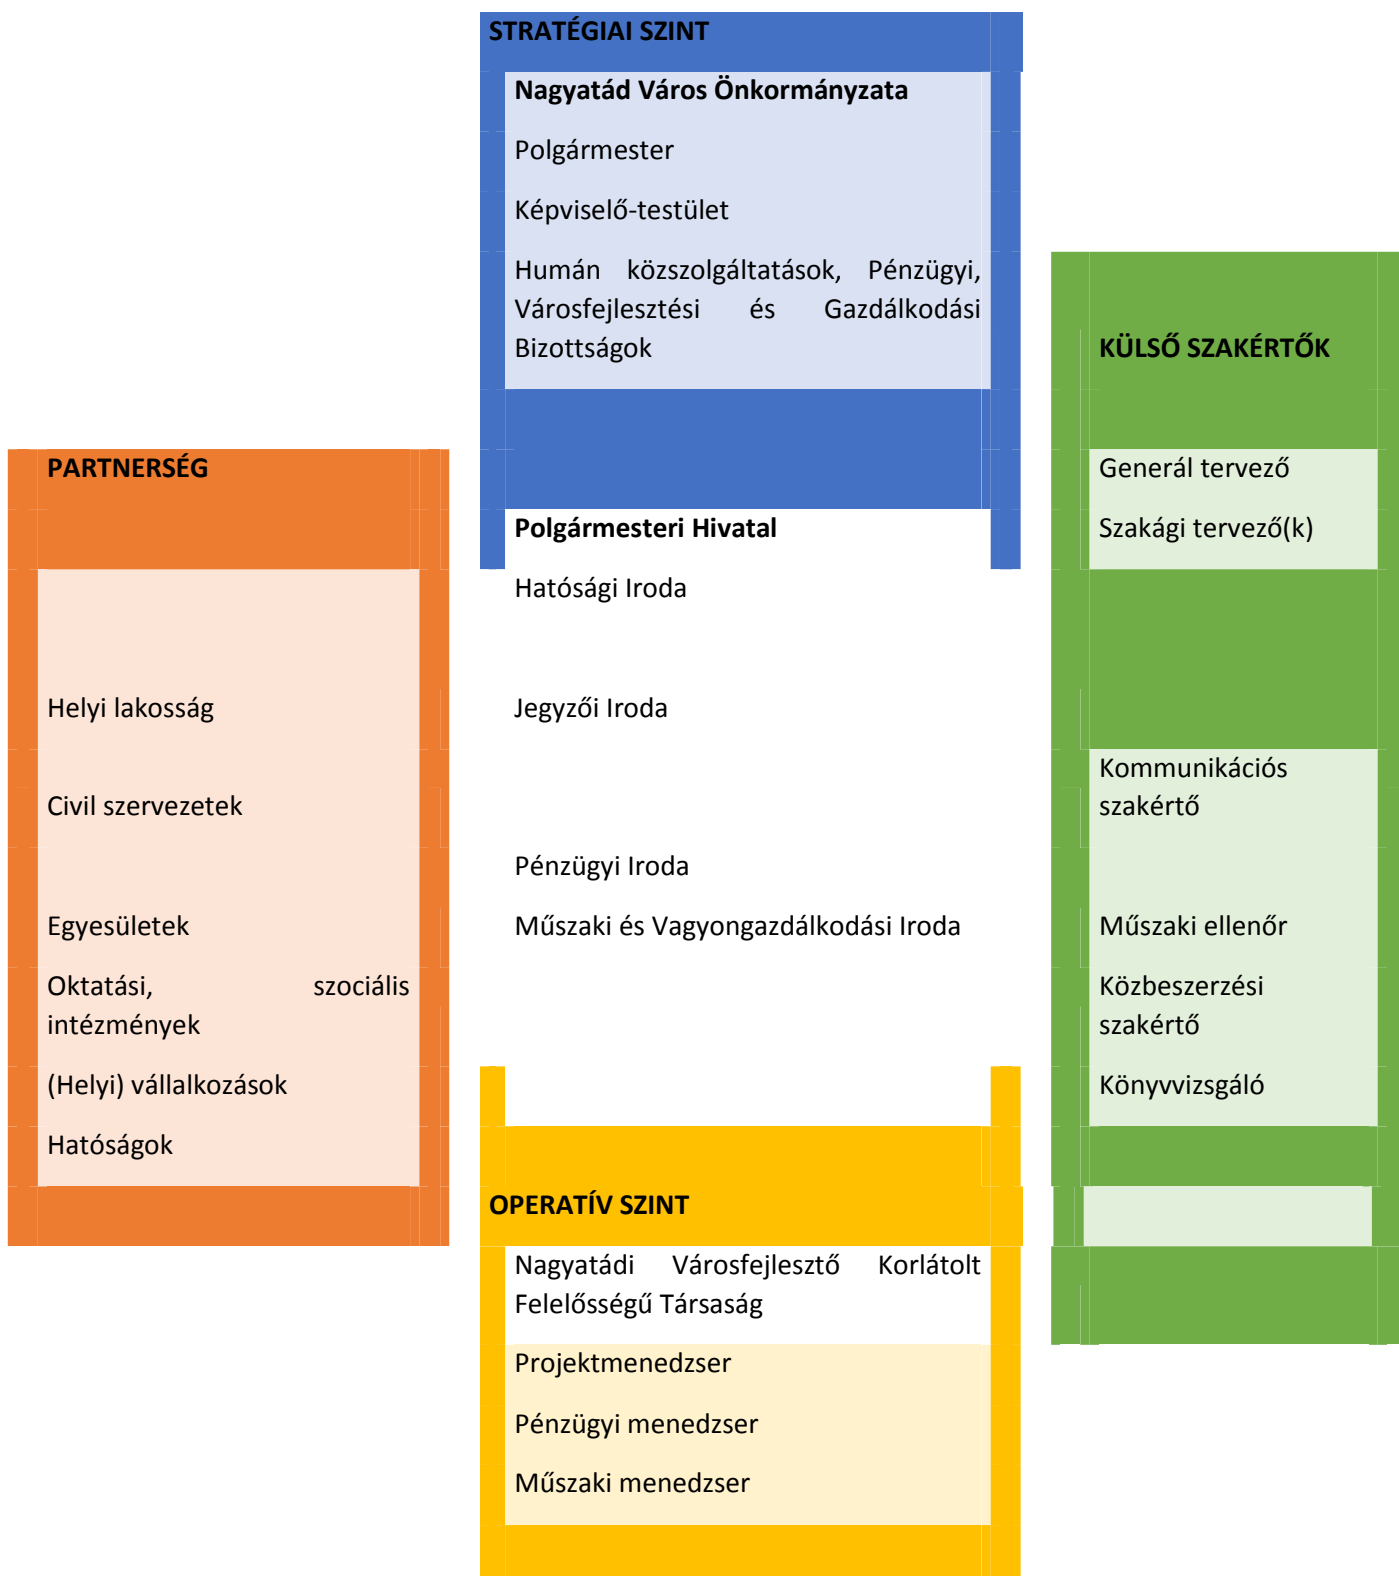 STRATÉGIAI SZINT
Nagyatád Város Önkormányzata
Polgármester
Képviselő-testület
Humán közszolgáltatások, Pénzügyi,
Városfejlesztési és Gazdálkodási
Bizottságok
PARTNERSÉG
Helyi lakosság
Civil szervezetek
Egyesületek
Oktatási, szociális
intézmények
(Helyi) vállalkozások
Hatóságok
Polgármesteri Hivatal
Hatósági Iroda
Jegyzői Iroda
Pénzügyi Iroda
Műszaki és Vagyongazdálkodási Iroda
KÜLSŐ SZAKÉRTŐK
Generál tervező
Szakági tervező(k)
Kommunikációs
szakértő
Műszaki ellenőr
Közbeszerzési
szakértő
Könyvvizsgáló
OPERATÍV SZINT
Nagyatádi Városfejlesztő Korlátolt
Felelősségű Társaság
Projektmenedzser
Pénzügyi menedzser
Műszaki menedzser